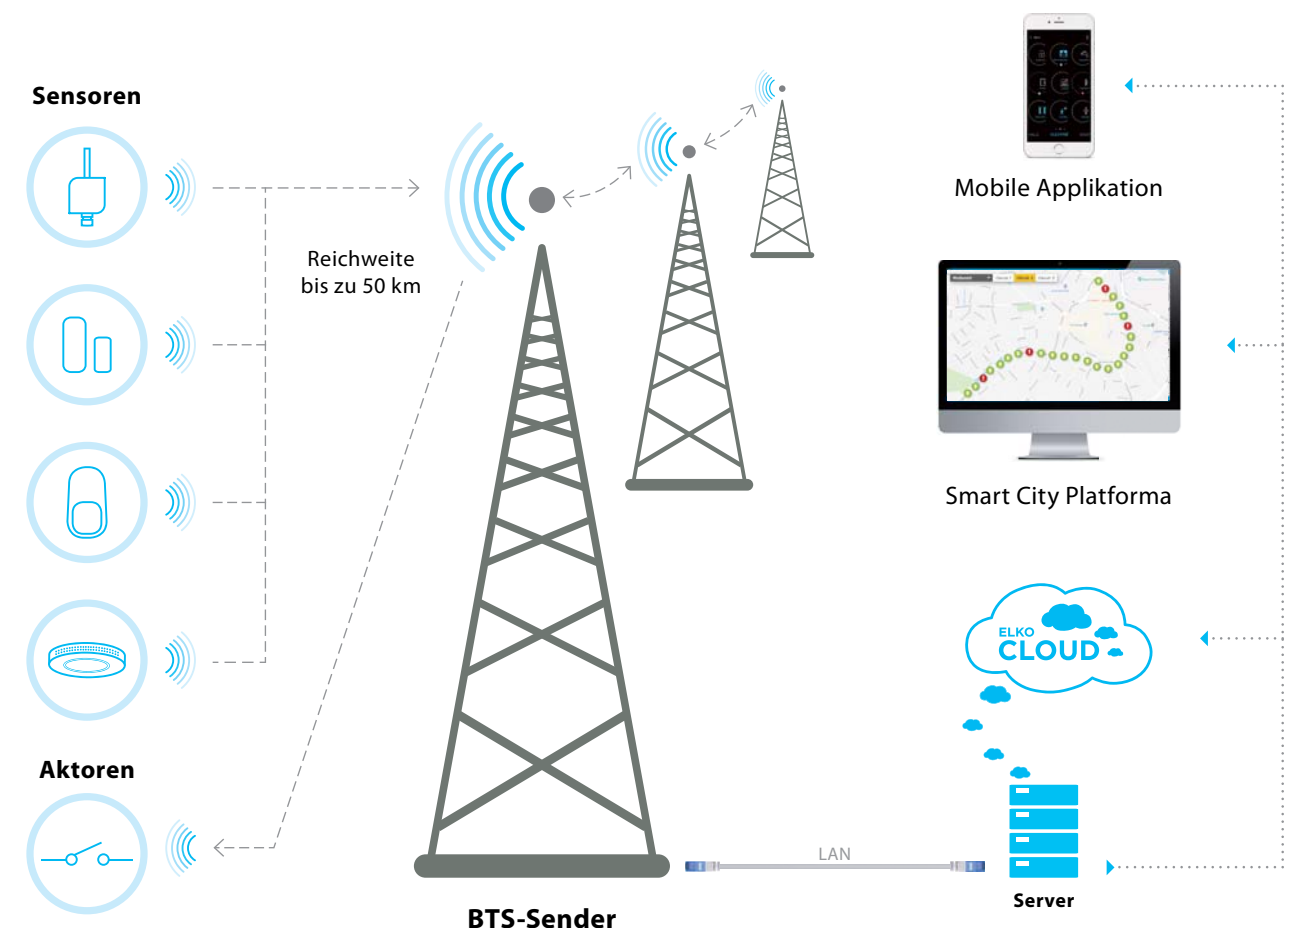 Sensoren
Mobile Applikation
Reichweite
bis zu 50 km
Smart City Platforma
ELKO
CLOUD
Aktoren
LAN
Server
BTS-Sender